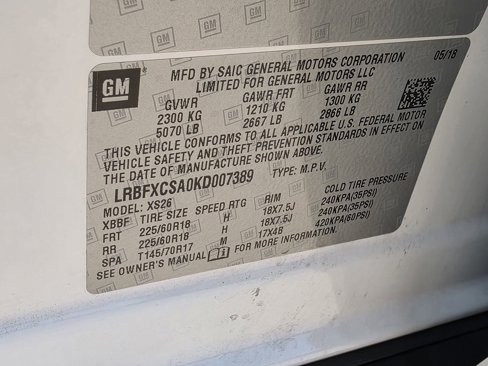 GM
05/18
MFD BY SAIC GENERAL MOTORS CORPORATION
LIMITED FOR GENERAL MOTORS LLC
GVWR GAWR FRT GAWR RR
2300 KG 1210 KG 1300 KG
5070 LB 2667 LB 2866 LB
THIS VEHICLE CONFORMS TO ALL APPLICABLE U.S. FEDERAL MOTOR
VEHICLE SAFETY AND THEFT PREVENTION STANDARDS IN EFFECT ON
THE DATE OF MANUFACTURE SHOWN ABOVE.
LRBFXCSA0KD007389 TYPE: M.P.V.
MODEL: XS26
XBBF TIRE SIZE SPEED RTG RIM COLD TIRE PRESSURE
FRT 225/60R18 H 18X7.5J 240KPA(35PSI)
RR 225/60R18 H 18X7.5J 240KPA(35PSI)
SPA T145/70R17 M 17X4B 420KPA(60PSI)
SEE OWNER'S MANUAL FOR MORE INFORMATION.